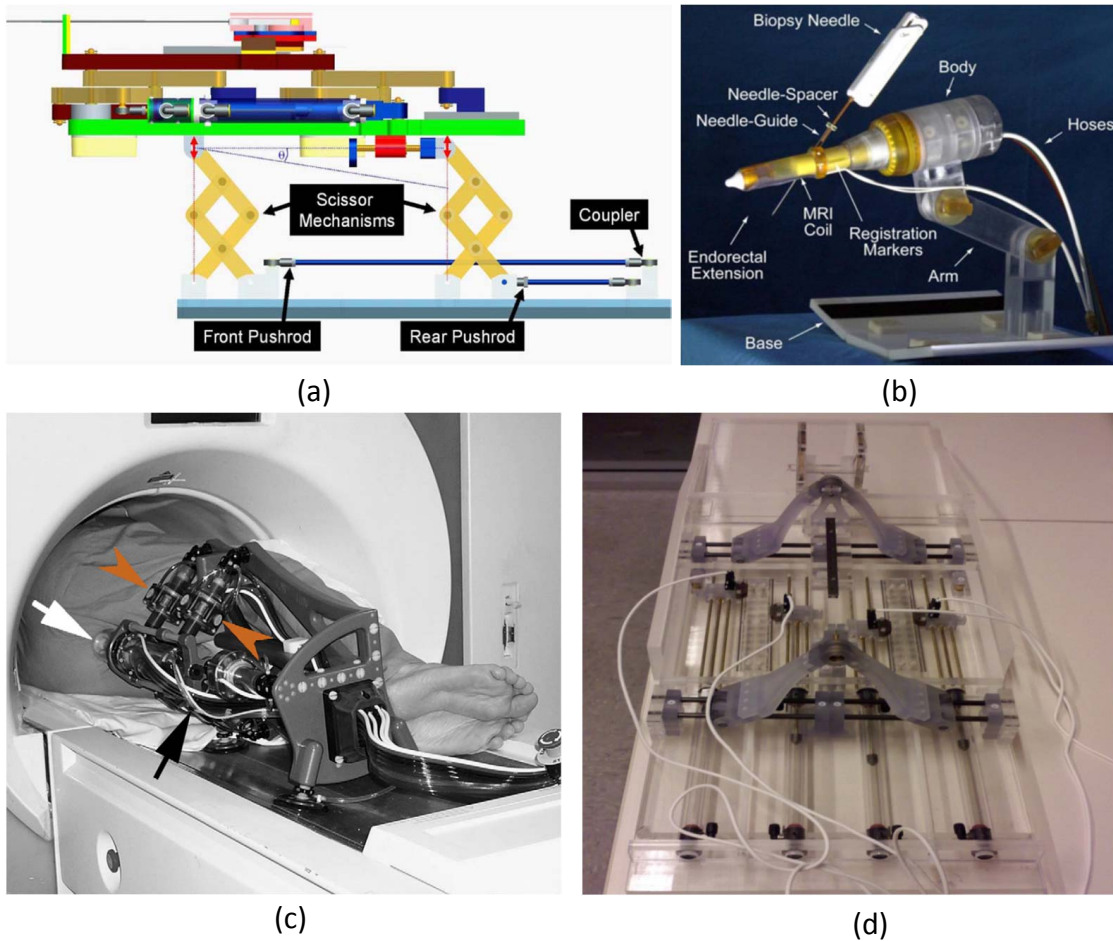 θ
Scissor
Mechanisms
Coupler
Front Pushrod
Rear Pushrod
(a)
Biopsy Needle
Body
Needle-Spacer
Needle-Guide
Hoses
MRI
Coil
Registration
Markers
Endorectal
Extension
Arm
Base
(b)
(c)
(d)